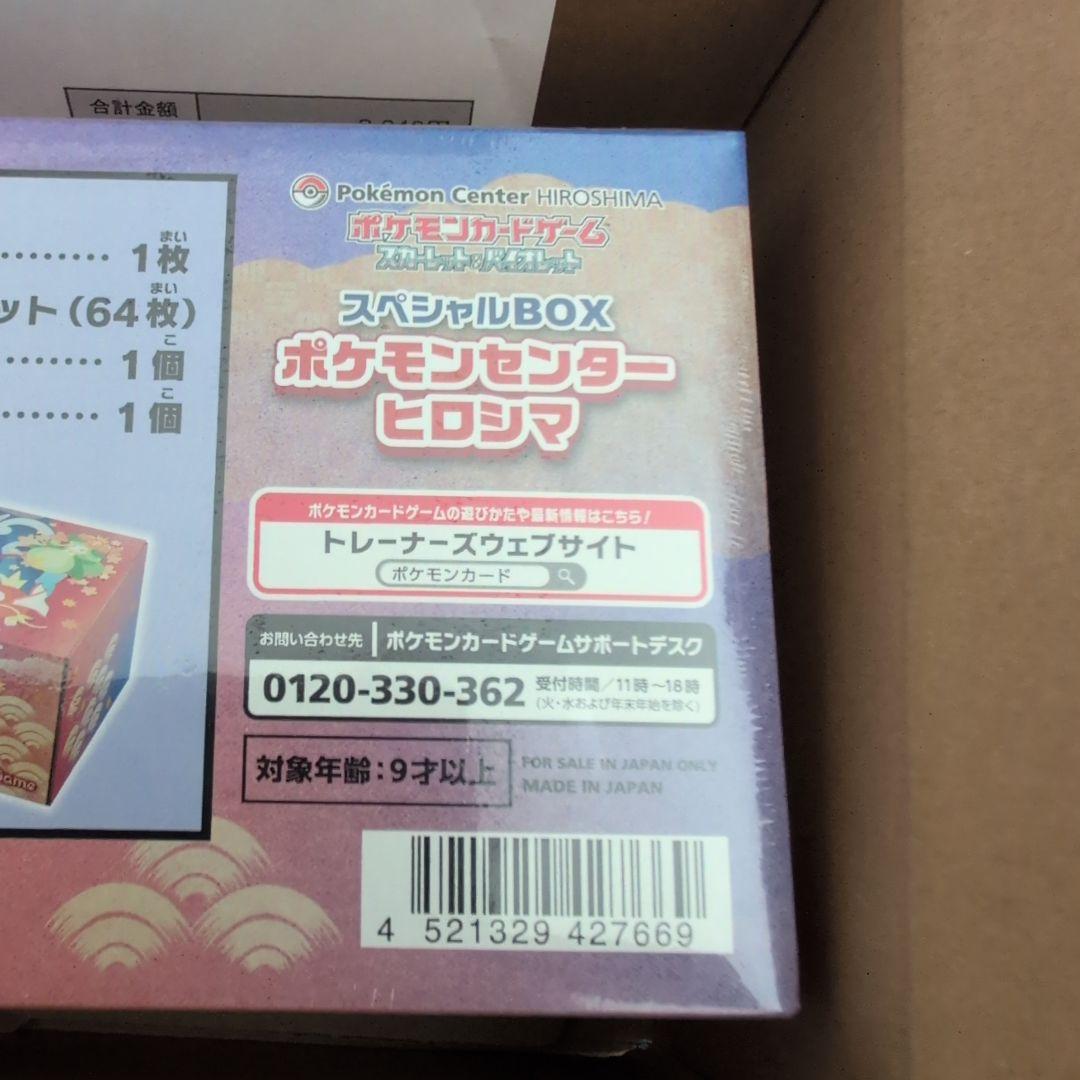 合計金額
Pokémon Center HIROSHIMA
ポケモンカードゲーム
スカーレット&バイオレット
スペシャルBOX
ポケモンセンター
ヒロシマ
まい
1枚
まい
ット(64枚)
こ
1個
こ
1個
ポケモンカードゲームの遊びかたや最新情報はこちら!
トレーナーズウェブサイト
ポケモンカード
お問い合わせ先 ポケモンカードゲームサポートデスク
0120-330-362 受付時間/11時~18時
(火・水および年末年始を除く)
対象年齢:9才以上
FOR SALE IN JAPAN ONLY
MADE IN JAPAN
4 521329 427669